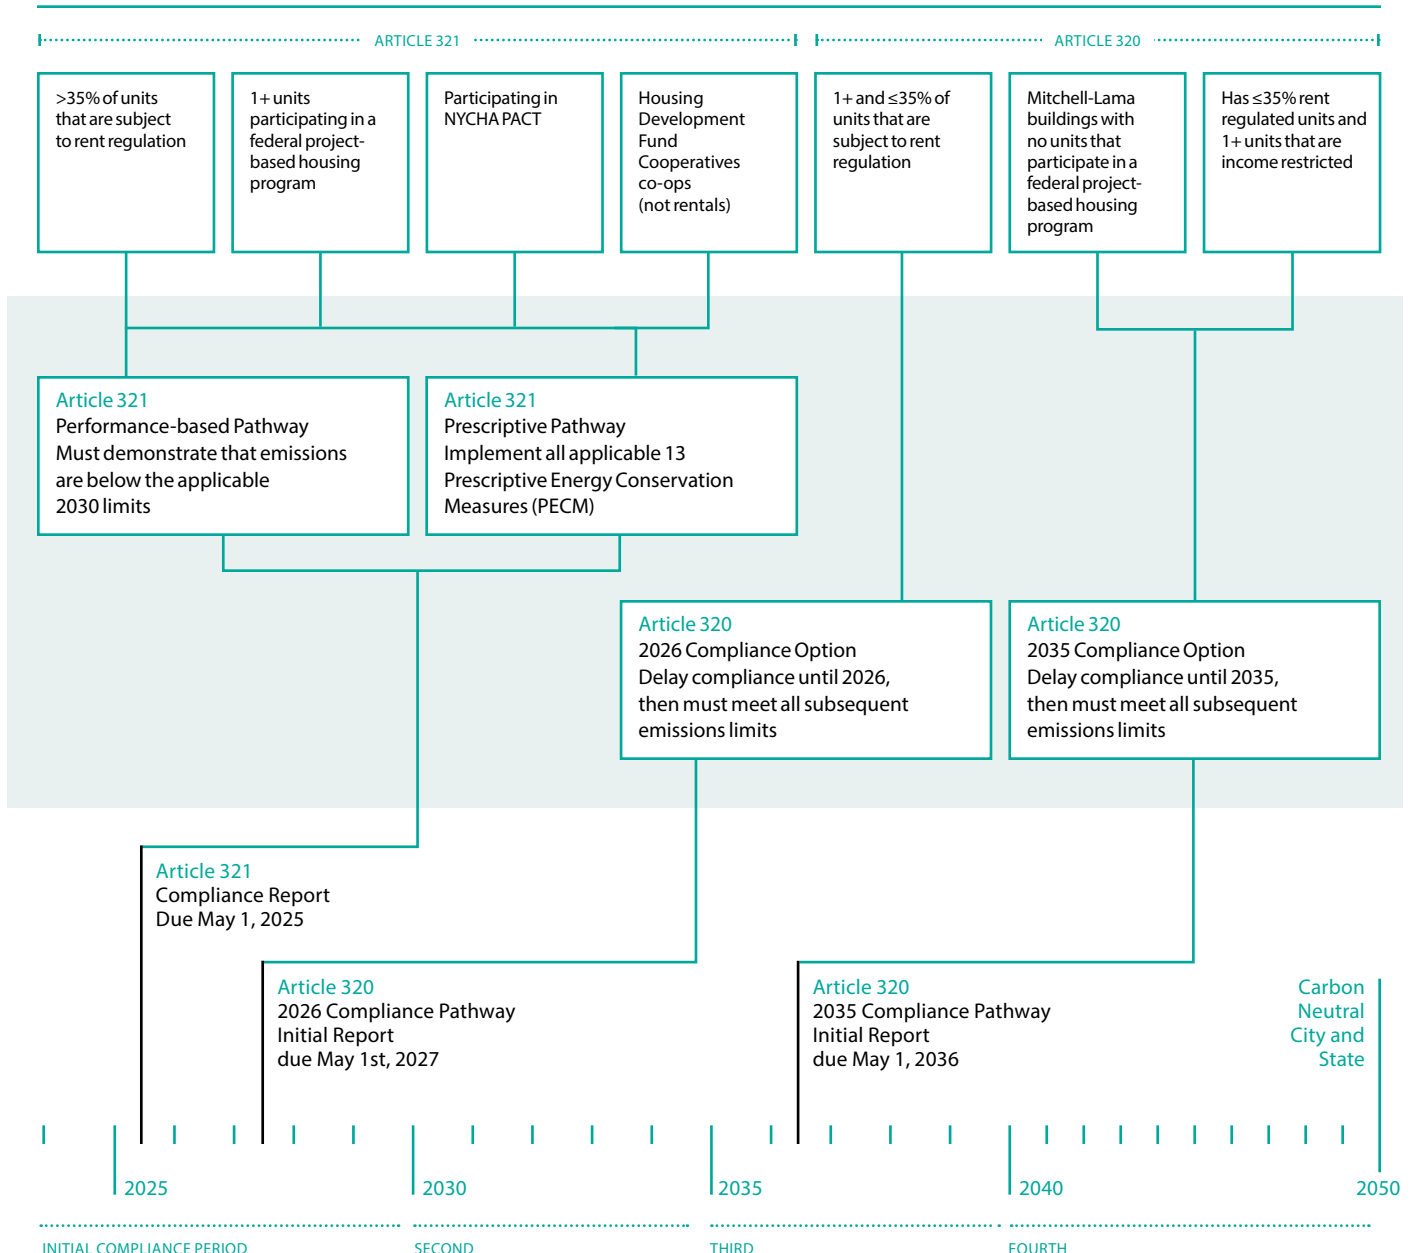 ARTICLE 321
ARTICLE 320
>35% of units
that are subject
to rent regulation
1+ units
participating in a
federal project-
based housing
program
Participating in
NYCHA PACT
Housing
Development
Fund
Cooperatives
co-ops
(not rentals)
1+ and ≤35% of
units that are
subject to rent
regulation
Mitchell-Lama
buildings with
no units that
participate in a
federal project-
based housing
program
Has ≤35% rent
regulated units and
1+ units that are
income restricted
Article 321
Performance-based Pathway
Must demonstrate that emissions
are below the applicable
2030 limits
Article 321
Prescriptive Pathway
Implement all applicable 13
Prescriptive Energy Conservation
Measures (PECM)
Article 320
2026 Compliance Option
Delay compliance until 2026,
then must meet all subsequent
emissions limits
Article 320
2035 Compliance Option
Delay compliance until 2035,
then must meet all subsequent
emissions limits
Article 321
Compliance Report
Due May 1, 2025
Article 320
2026 Compliance Pathway
Initial Report
due May 1st, 2027
Article 320
2035 Compliance Pathway
Initial Report
due May 1, 2036
Carbon
Neutral
City and
State
2025
2030
2035
2040
2050
INITIAL COMPLIANCE PERIOD
SECOND
THIRD
FOURTH